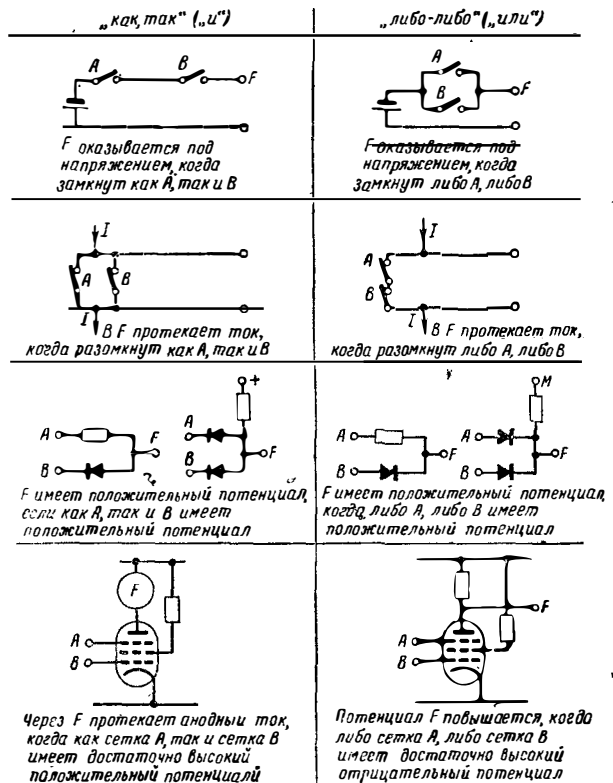 „как, так“ („и“)
„либо-либо“ („или“)
A
B
F
F оказывается под
напряжением, когда
замкнут как А, так и В
A
B
F
F оказывается под
напряжением, когда
замкнут либо А, либо В
I
A
B
I
В F протекает ток,
когда разомкнут как А, так и В
I
A
B
I
В F протекает ток,
когда разомкнут либо А, либо В
A
B
F
+
A
B
F
F имеет положительный потенциал,
если как А, так и В имеет
положительный потенциал
A
B
F
M
A
B
F
F имеет положительный потенциал,
когда либо А, либо В имеет
положительный потенциал
F
A
B
Через F протекает анодный ток,
когда как сетка А, так и сетка В
имеет достаточно высокий
положительный потенциал
F
A
B
Потенциал F повышается, когда
либо сетка А, либо сетка В
имеет достаточно высокий
отрицательный потенциал